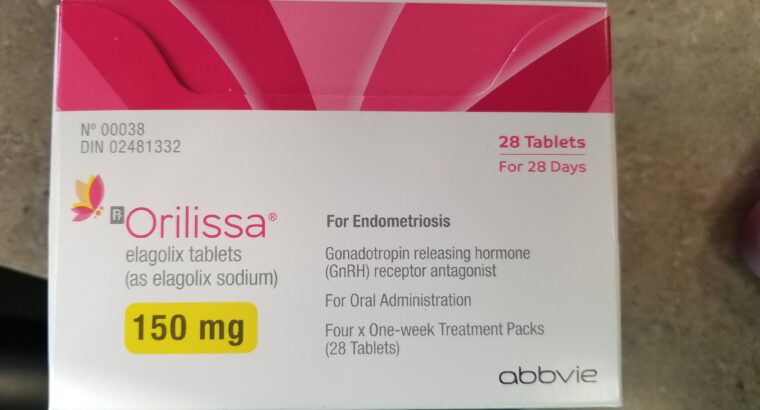 Nº 00038
DIN 02481332
28 Tablets
For 28 Days
℞ Orilissa®
elagolix tablets
(as elagolix sodium)
150 mg
For Endometriosis
Gonadotropin releasing hormone
(GnRH) receptor antagonist
For Oral Administration
Four x One-week Treatment Packs
(28 Tablets)
abbvie